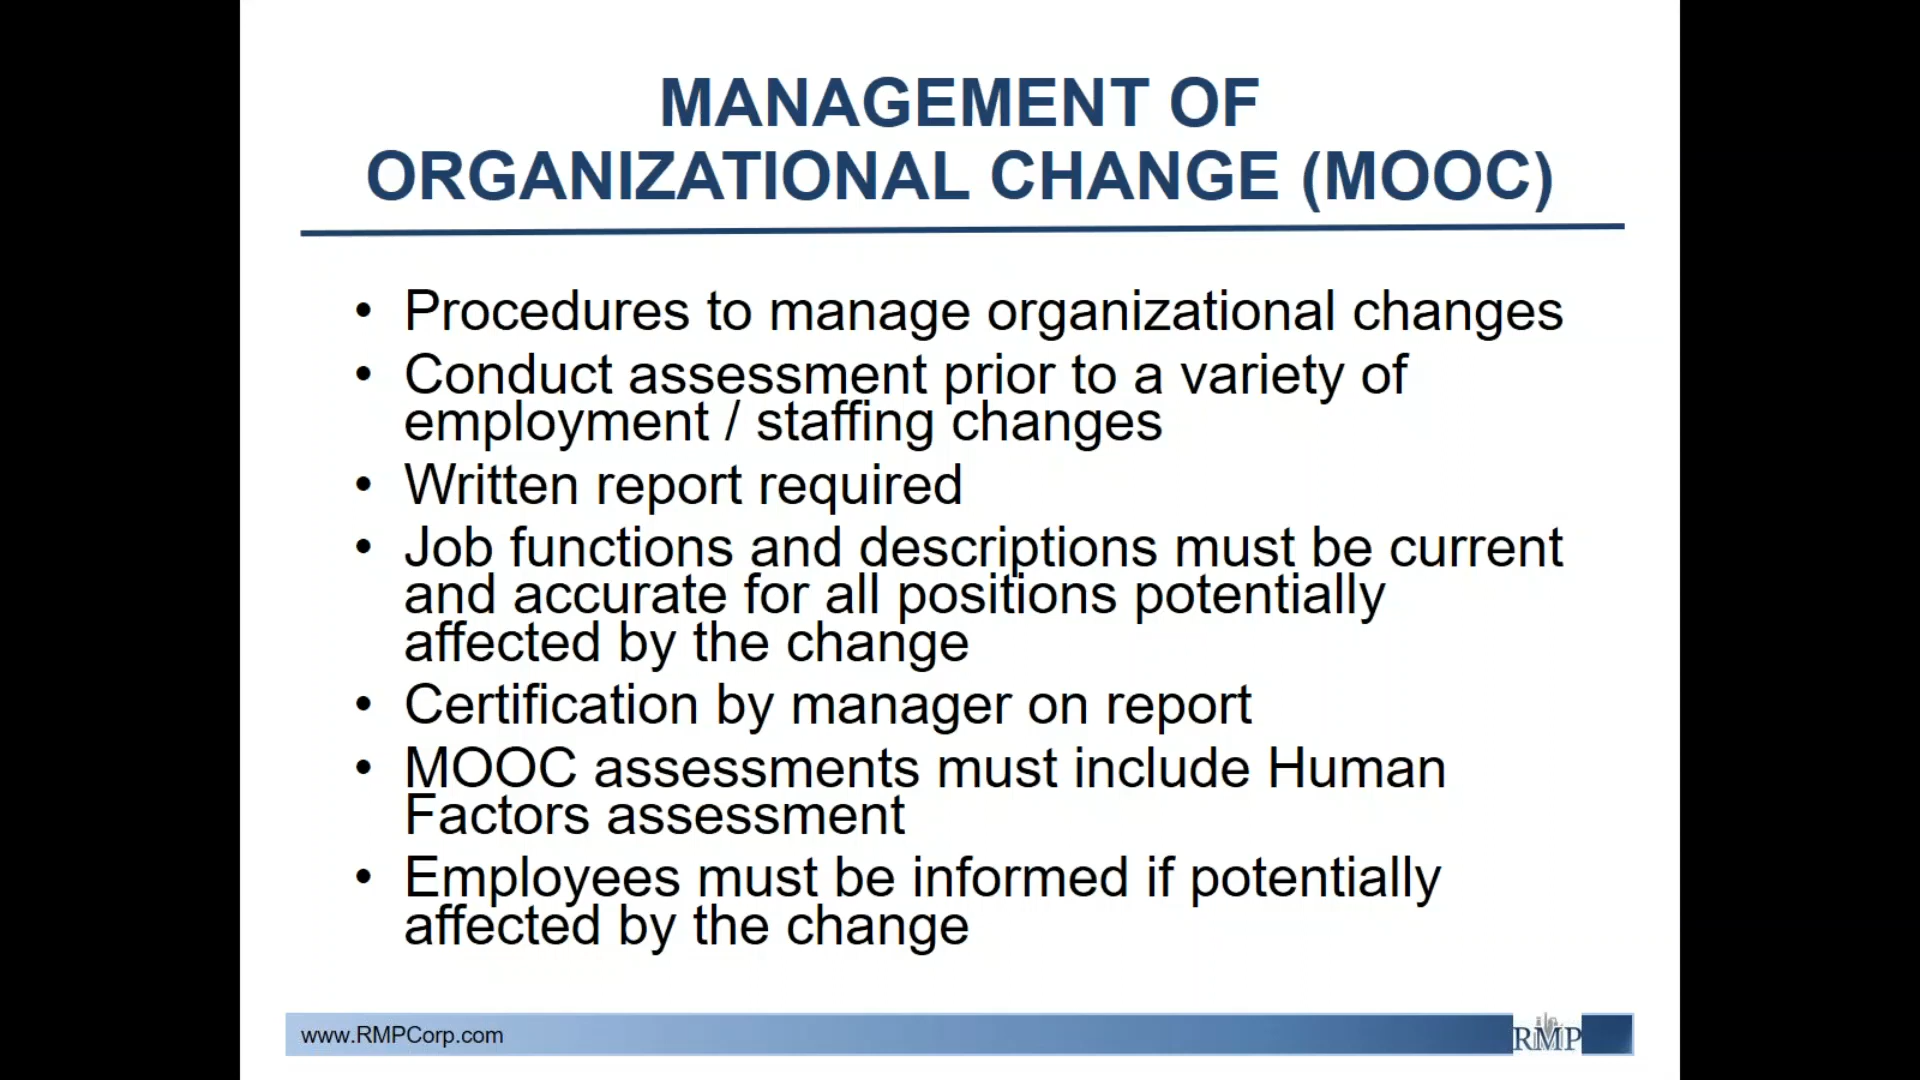 MANAGEMENT OF
ORGANIZATIONAL CHANGE (MOOC)
• Procedures to manage organizational changes
• Conduct assessment prior to a variety of
employment / staffing changes
• Written report required
• Job functions and descriptions must be current
and accurate for all positions potentially
affected by the change
• Certification by manager on report
• MOOC assessments must include Human
Factors assessment
• Employees must be informed if potentially
affected by the change
www.RMPCorp.com
RMP